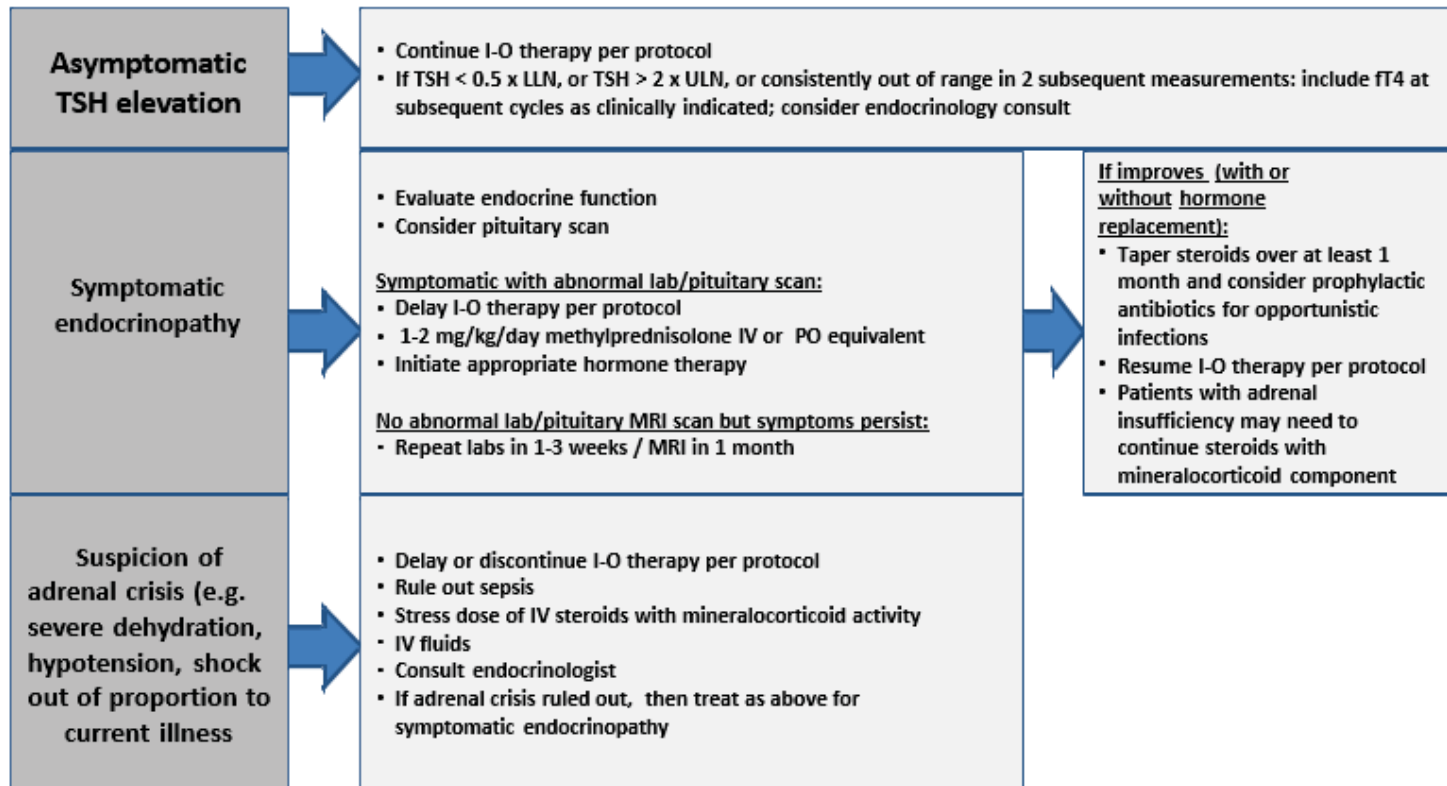 Asymptomatic
TSH elevation
• Continue I-O therapy per protocol
• If TSH < 0.5 x LLN, or TSH > 2 x ULN, or consistently out of range in 2 subsequent measurements: include fT4 at
subsequent cycles as clinically indicated; consider endocrinology consult
Symptomatic
endocrinopathy
• Evaluate endocrine function
• Consider pituitary scan
Symptomatic with abnormal lab/pituitary scan:
• Delay I-O therapy per protocol
• 1-2 mg/kg/day methylprednisolone IV or PO equivalent
• Initiate appropriate hormone therapy
No abnormal lab/pituitary MRI scan but symptoms persist:
• Repeat labs in 1-3 weeks / MRI in 1 month
If improves (with or
without hormone
replacement):
• Taper steroids over at least 1
month and consider prophylactic
antibiotics for opportunistic
infections
• Resume I-O therapy per protocol
• Patients with adrenal
insufficiency may need to
continue steroids with
mineralocorticoid component
Suspicion of
adrenal crisis (e.g.
severe dehydration,
hypotension, shock
out of proportion to
current illness
• Delay or discontinue I-O therapy per protocol
• Rule out sepsis
• Stress dose of IV steroids with mineralocorticoid activity
• IV fluids
• Consult endocrinologist
• If adrenal crisis ruled out, then treat as above for
symptomatic endocrinopathy